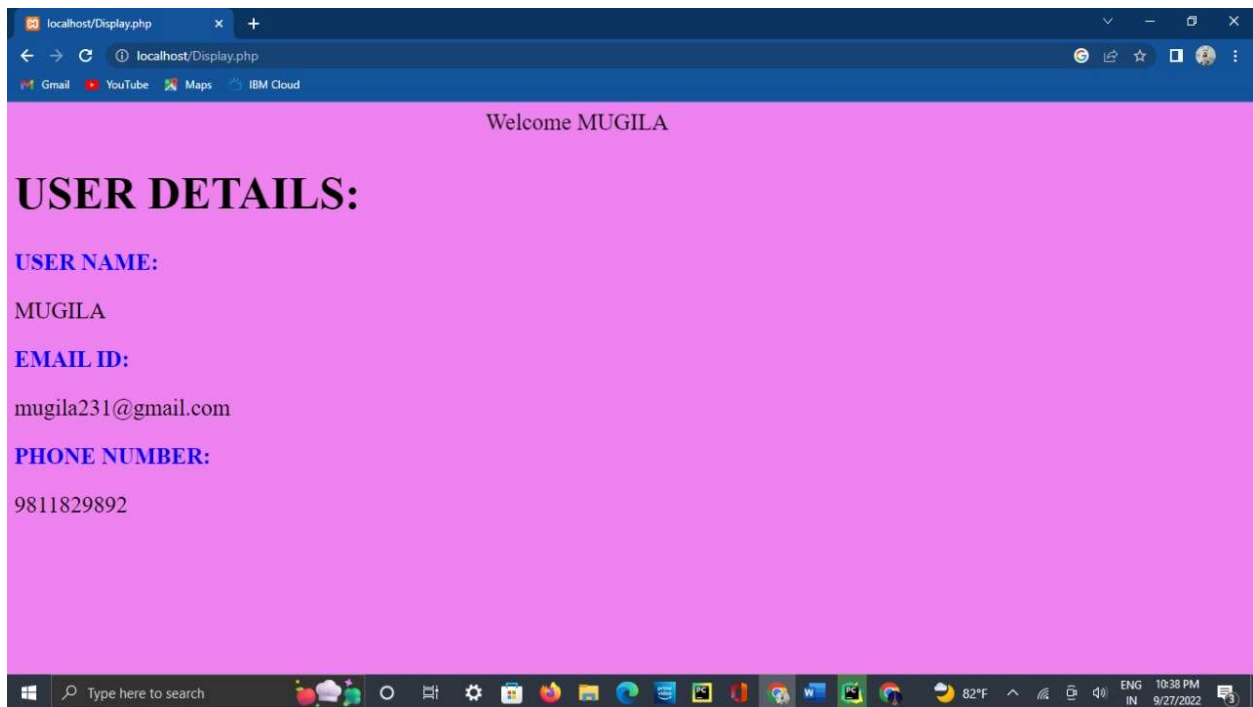 localhost/Display.php
localhost/Display.php
Gmail YouTube Maps IBM Cloud
Welcome MUGILA
USER DETAILS:
USER NAME:
MUGILA
EMAIL ID:
mugila231@gmail.com
PHONE NUMBER:
9811829892
Type here to search 82°F ENG 10:38 PM
IN 9/27/2022